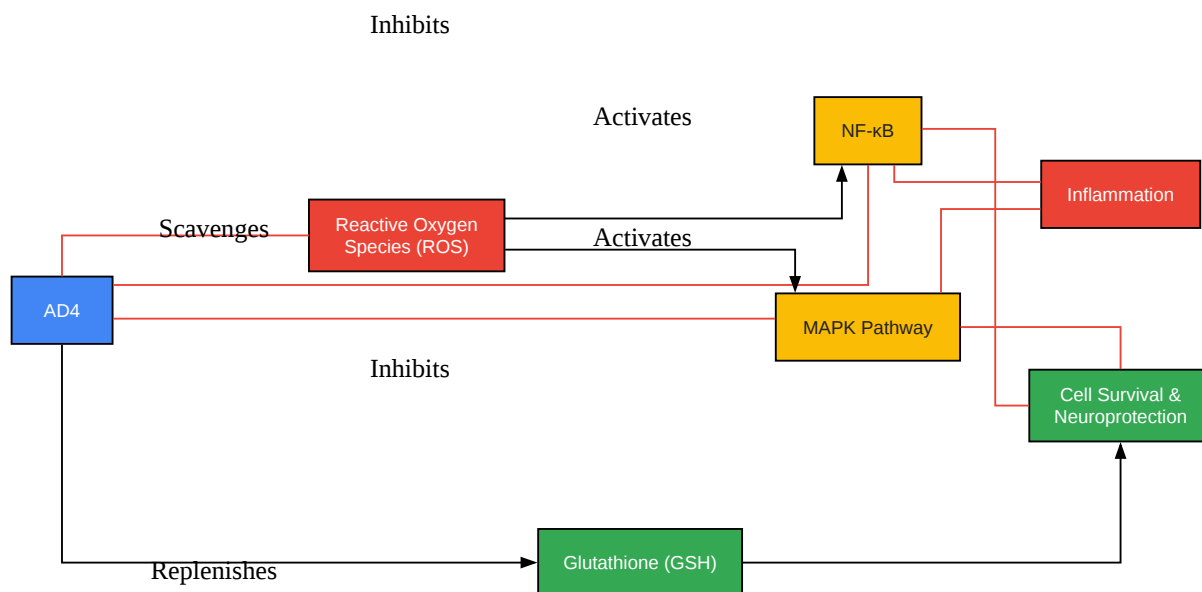 Inhibits
Activates
NF-κB
Inflammation
Scavenges
Reactive Oxygen
Species (ROS)
Activates
AD4
MAPK Pathway
Inhibits
Cell Survival &
Neuroprotection
Glutathione (GSH)
Replenishes